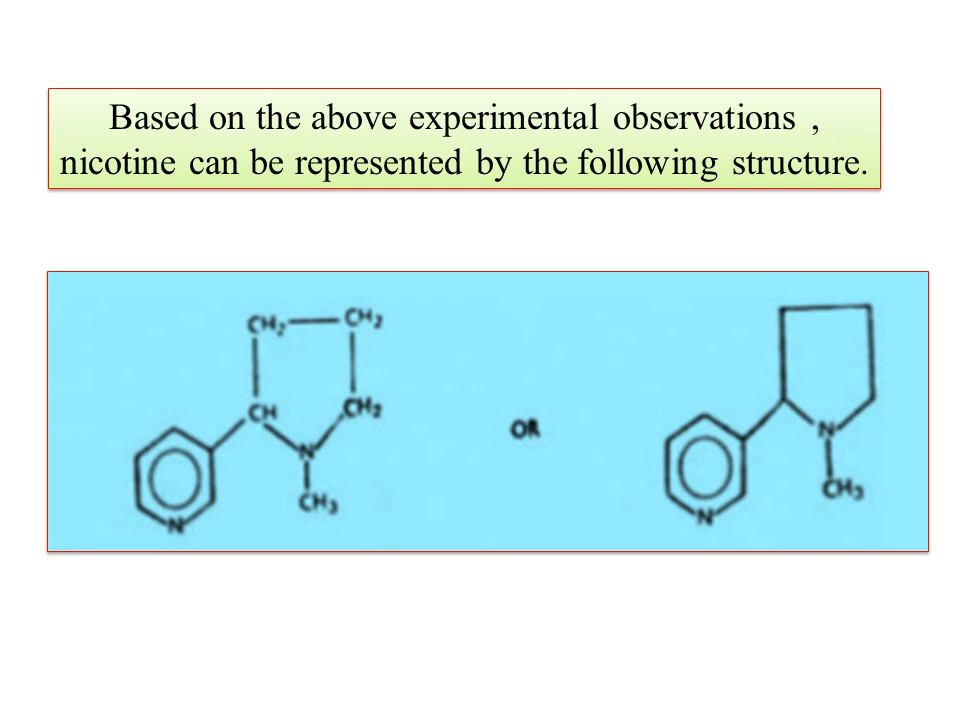 Based on the above experimental observations ,
nicotine can be represented by the following structure.
CH₂ CH₂
CH CH₂
N
CH₃
N
OR
N
CH₃
N